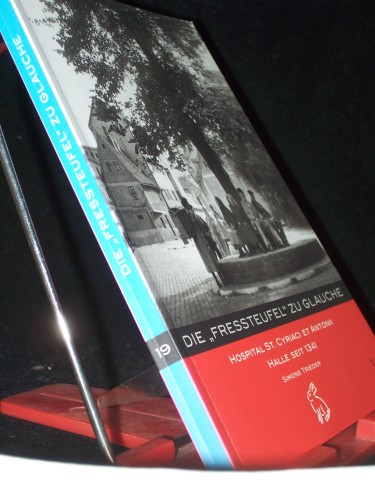 DIE „FRESSTEUFEL" ZU GLAUCHE
19
DIE „FRESSTEUFEL" ZU GLAUCHE
HOSPITAL ST. CYRIACI ET ANTONII
HALLE SEIT 1341
SIMONE TRIEDER